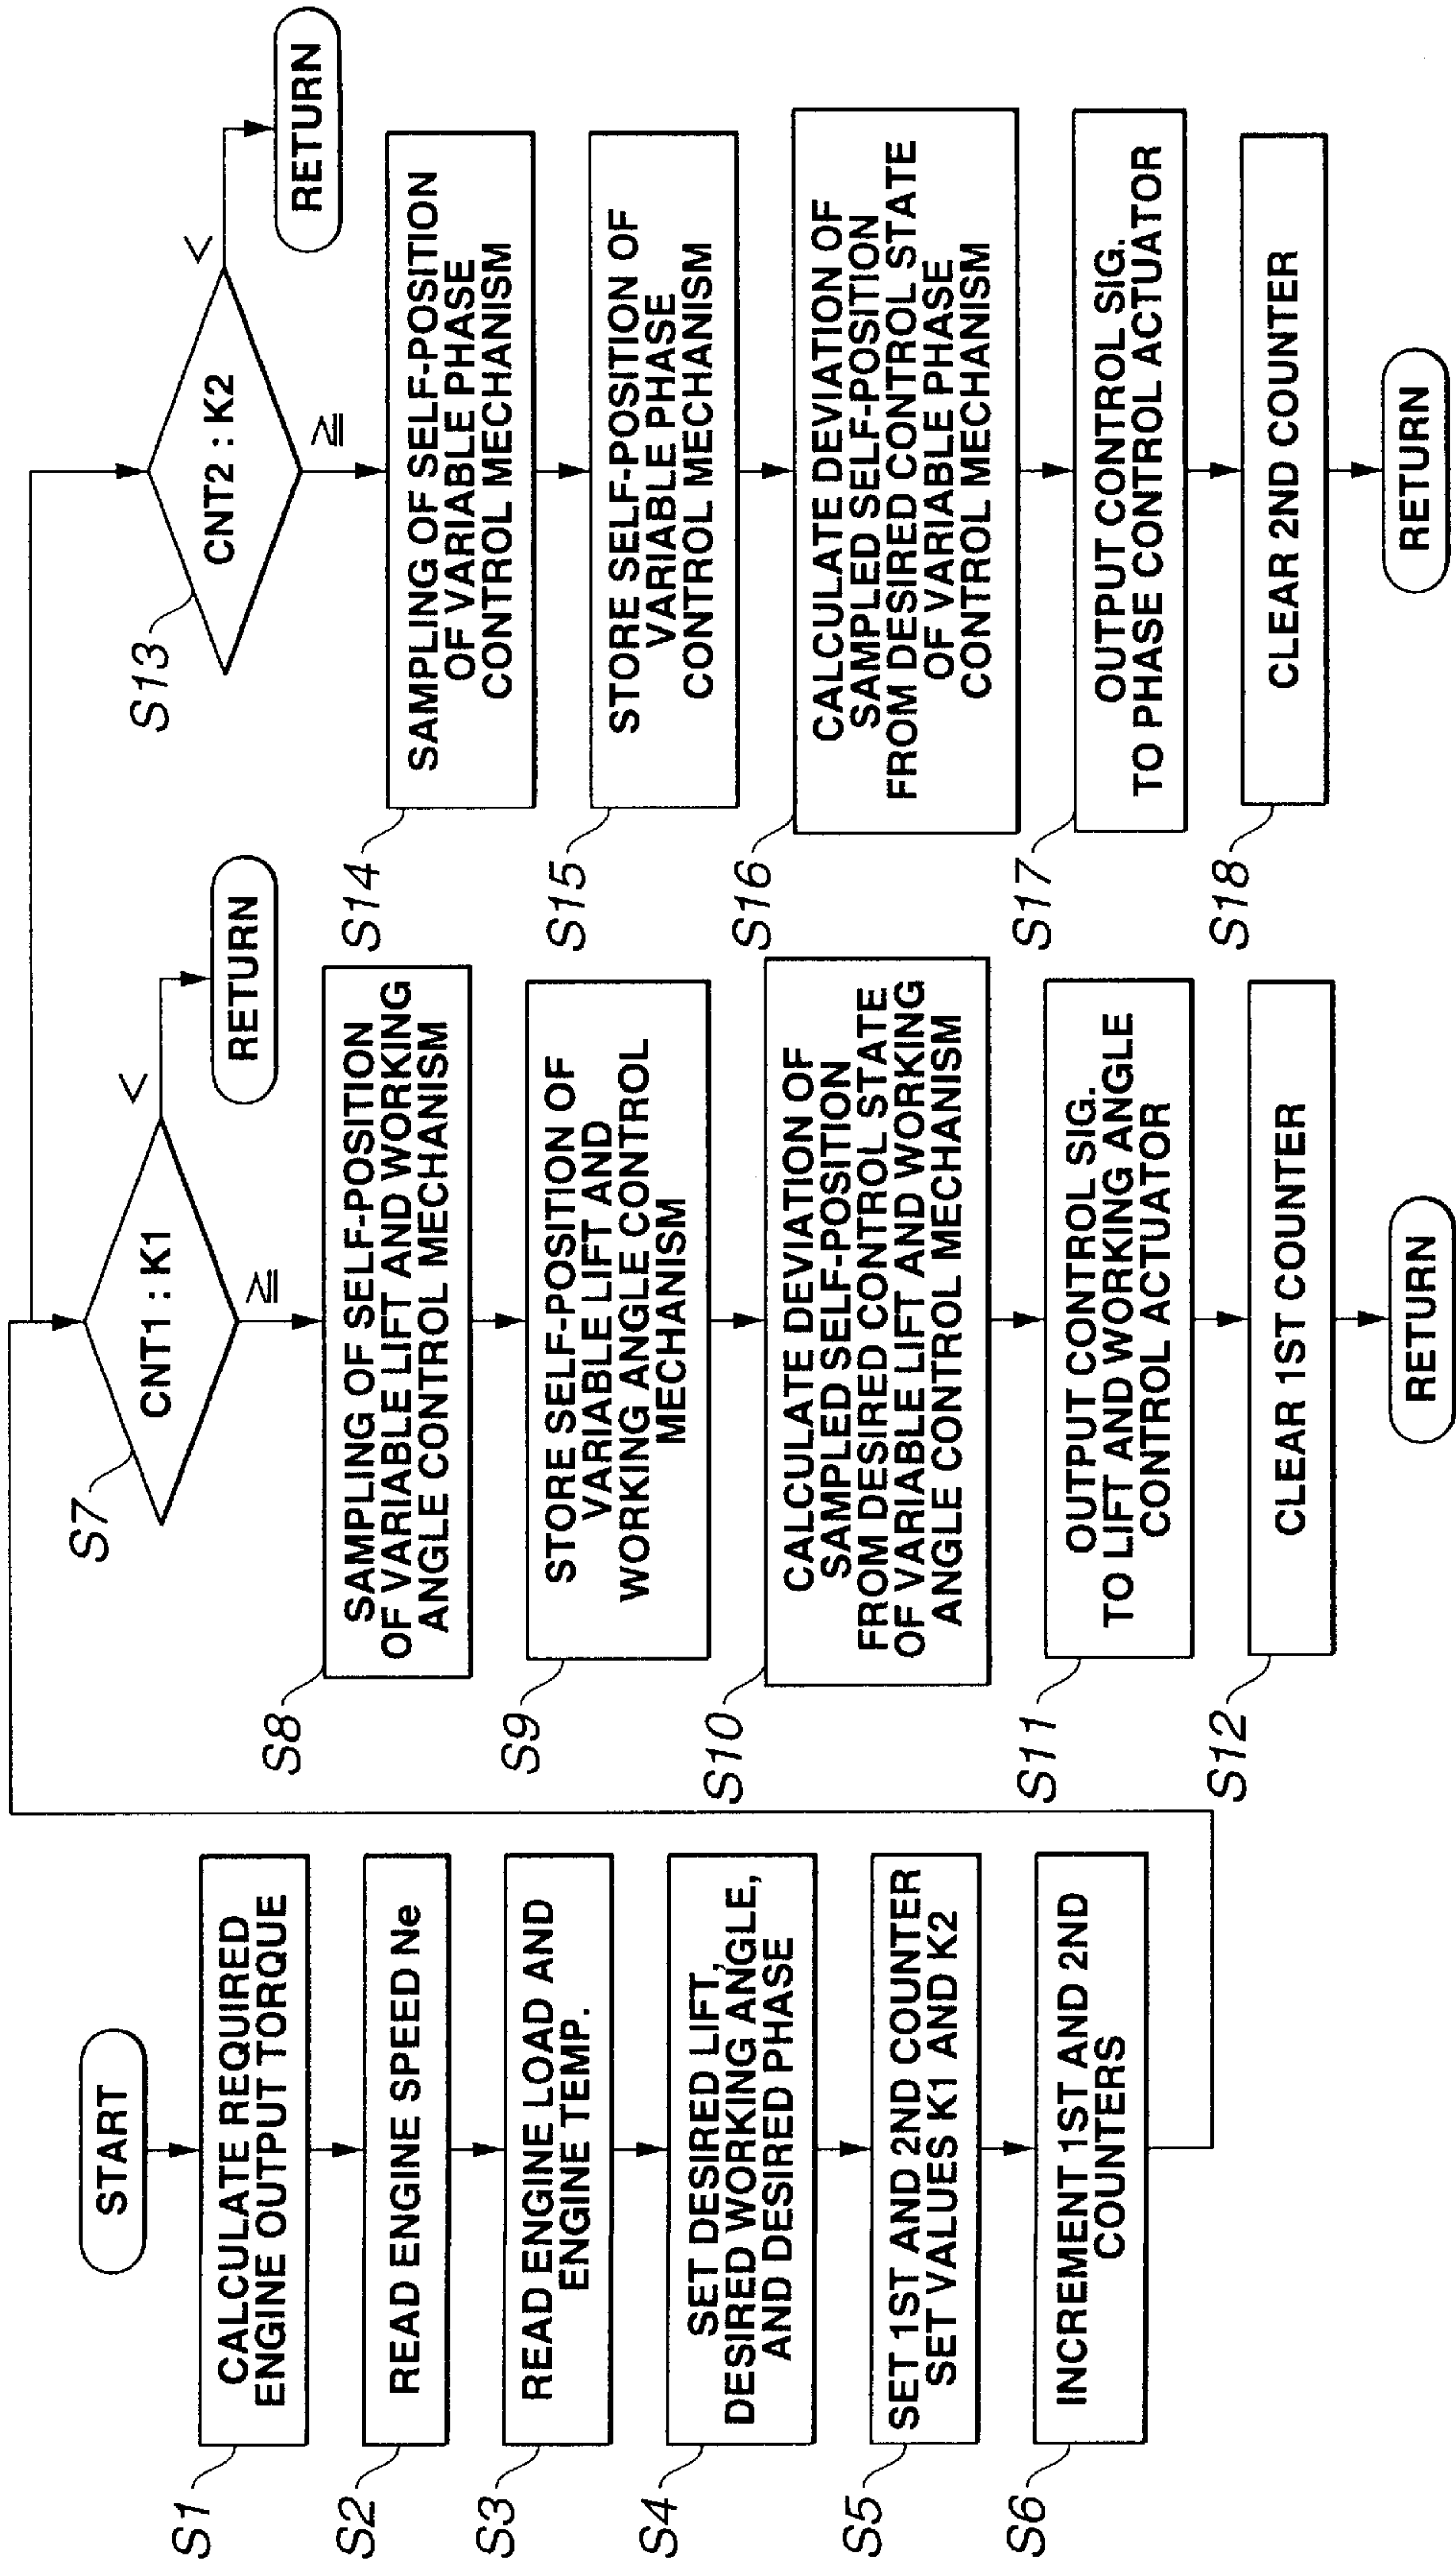 START
S1
CALCULATE REQUIRED
ENGINE OUTPUT TORQUE
S2
READ ENGINE SPEED Ne
S3
READ ENGINE LOAD AND
ENGINE TEMP.
S4
SET DESIRED LIFT,
DESIRED WORKING ANGLE,
AND DESIRED PHASE
S5
SET 1ST AND 2ND COUNTER
SET VALUES K1 AND K2
S6
INCREMENT 1ST AND 2ND
COUNTERS
S7
CNT1 : K1
<
RETURN
≧
S8
SAMPLING OF SELF-POSITION
OF VARIABLE LIFT AND WORKING
ANGLE CONTROL MECHANISM
S9
STORE SELF-POSITION OF
VARIABLE LIFT AND
WORKING ANGLE CONTROL
MECHANISM
S10
CALCULATE DEVIATION OF
SAMPLED SELF-POSITION
FROM DESIRED CONTROL STATE
OF VARIABLE LIFT AND WORKING
ANGLE CONTROL MECHANISM
S11
OUTPUT CONTROL SIG.
TO LIFT AND WORKING ANGLE
CONTROL ACTUATOR
S12
CLEAR 1ST COUNTER
RETURN
S13
CNT2 : K2
<
RETURN
≧
S14
SAMPLING OF SELF-POSITION
OF VARIABLE PHASE
CONTROL MECHANISM
S15
STORE SELF-POSITION OF
VARIABLE PHASE
CONTROL MECHANISM
S16
CALCULATE DEVIATION OF
SAMPLED SELF-POSITION
FROM DESIRED CONTROL STATE
OF VARIABLE PHASE
CONTROL MECHANISM
S17
OUTPUT CONTROL SIG.
TO PHASE CONTROL ACTUATOR
S18
CLEAR 2ND COUNTER
RETURN